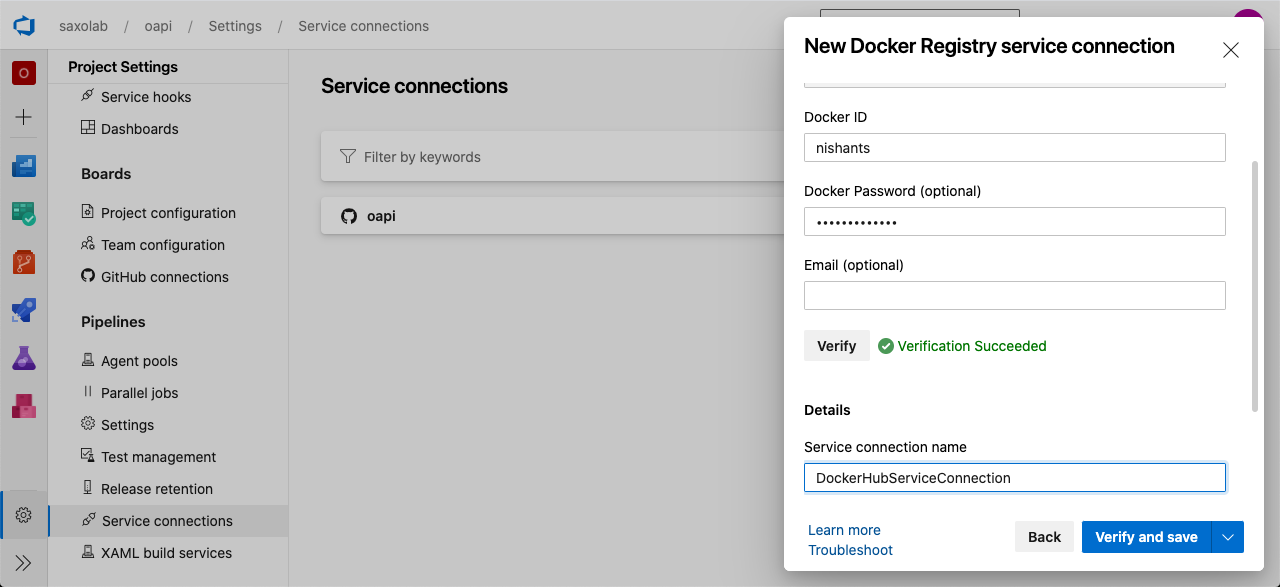 saxolab / oapi / Settings / Service connections
O
Project Settings
Service hooks
Dashboards
Boards
Project configuration
Team configuration
GitHub connections
Pipelines
Agent pools
Parallel jobs
Settings
Test management
Release retention
Service connections
XAML build services
Service connections
Filter by keywords
oapi
New Docker Registry service connection
Docker ID
nishants
Docker Password (optional)
•••••••••••••
Email (optional)
Verify
Verification Succeeded
Details
Service connection name
DockerHubServiceConnection
Learn more
Troubleshoot
Back
Verify and save